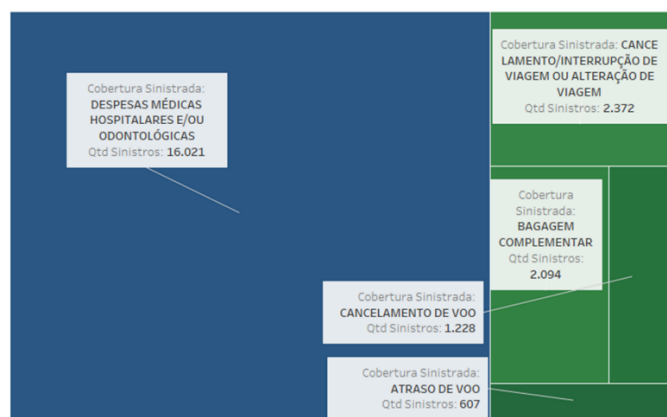 Cobertura Sinistrada:
DESPESAS MÉDICAS
HOSPITALARES E/OU
ODONTOLÓGICAS
Qtd Sinistros: 16.021
Cobertura Sinistrada: CANCE
LAMENTO/INTERRUPÇÃO DE
VIAGEM OU ALTERAÇÃO DE
VIAGEM
Qtd Sinistros: 2.372
Cobertura
Sinistrada:
BAGAGEM
COMPLEMENTAR
Qtd Sinistros:
2.094
Cobertura Sinistrada:
CANCELAMENTO DE VOO
Qtd Sinistros: 1.228
Cobertura Sinistrada:
ATRASO DE VOO
Qtd Sinistros: 607